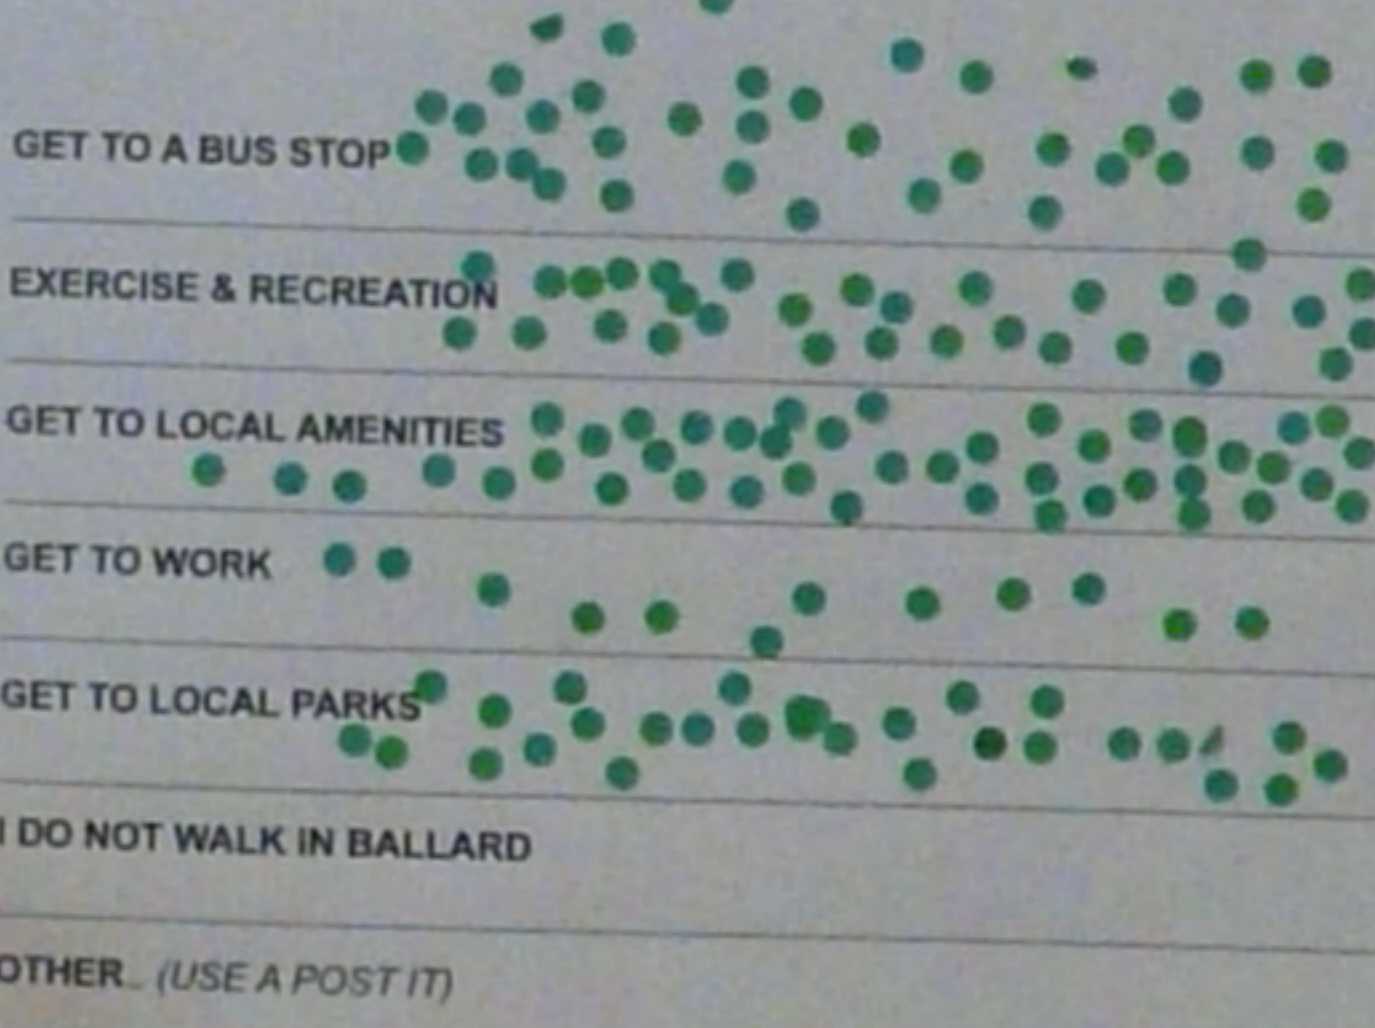 GET TO A BUS STOP
EXERCISE & RECREATION
GET TO LOCAL AMENITIES
GET TO WORK
GET TO LOCAL PARKS
I DO NOT WALK IN BALLARD
OTHER.. (USE A POST IT)